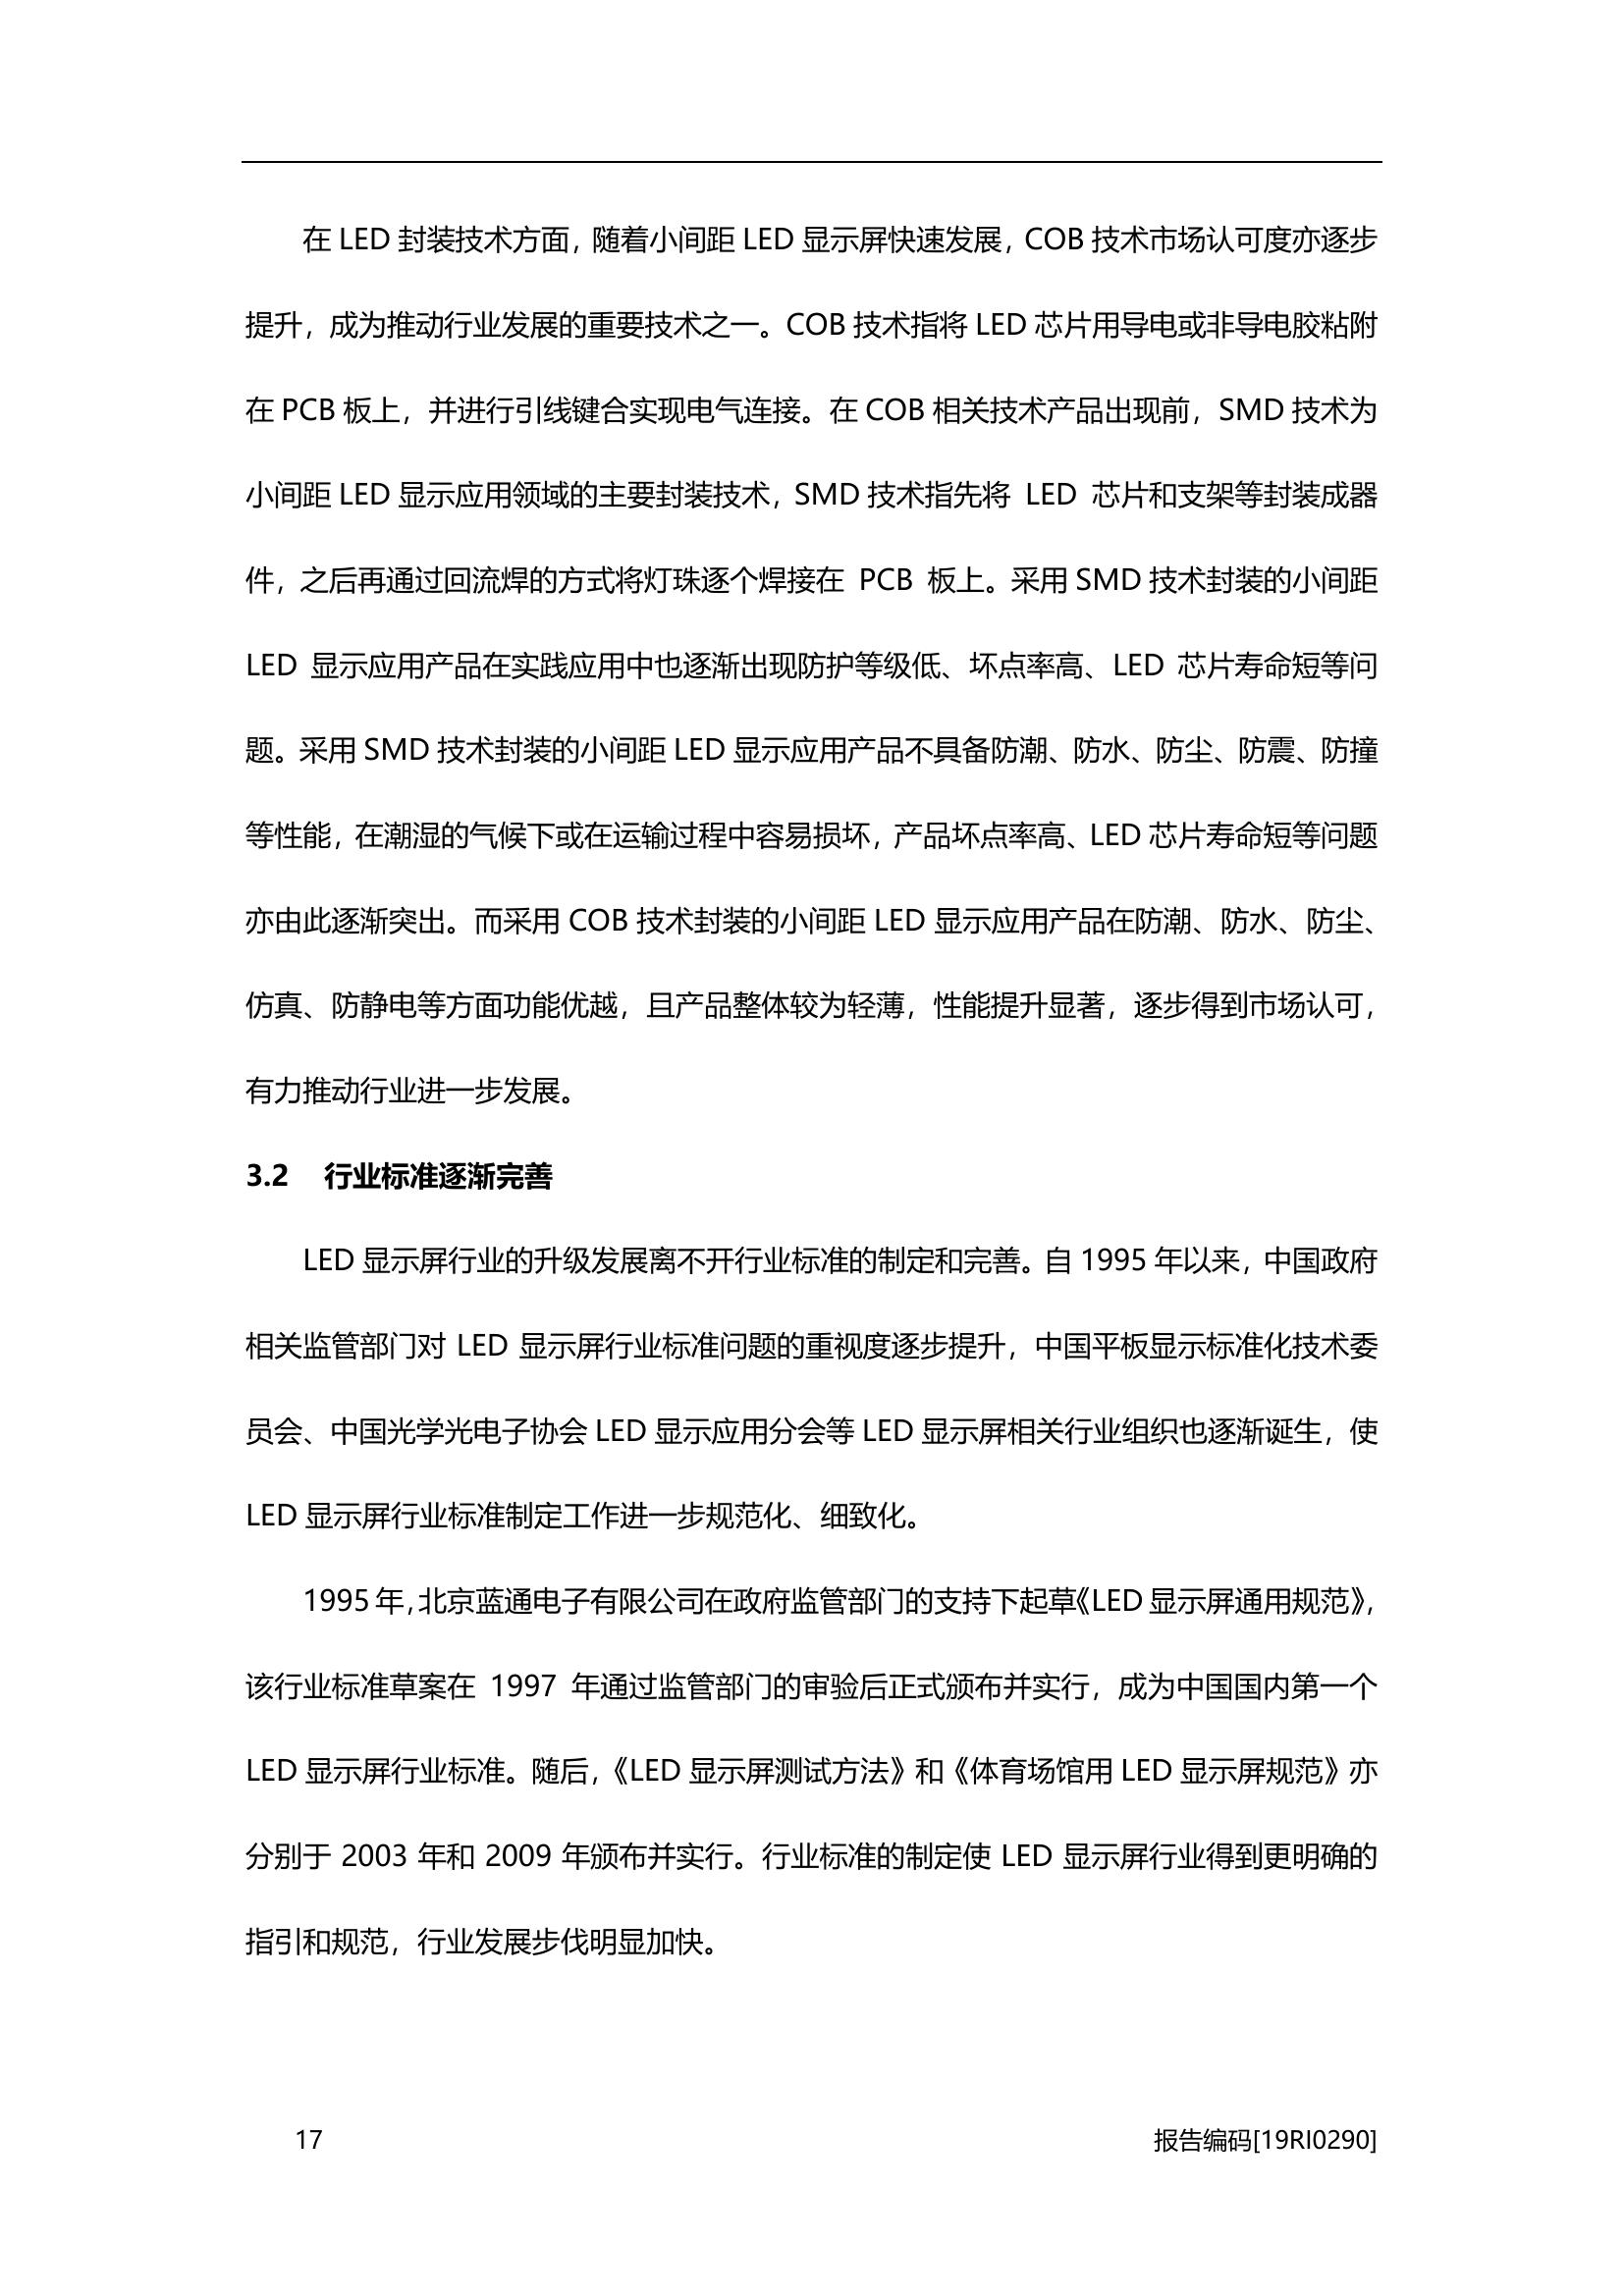 在 LED 封装技术方面，随着小间距 LED 显示屏快速发展，COB 技术市场认可度亦逐步
提升，成为推动行业发展的重要技术之一。COB 技术指将 LED 芯片用导电或非导电胶粘附
在 PCB 板上，并进行引线键合实现电气连接。在 COB 相关技术产品出现前，SMD 技术为
小间距 LED 显示应用领域的主要封装技术，SMD 技术指先将 LED 芯片和支架等封装成器
件，之后再通过回流焊的方式将灯珠逐个焊接在 PCB 板上。采用 SMD 技术封装的小间距
LED 显示应用产品在实践应用中也逐渐出现防护等级低、坏点率高、LED 芯片寿命短等问
题。采用 SMD 技术封装的小间距 LED 显示应用产品不具备防潮、防水、防尘、防震、防撞
等性能，在潮湿的气候下或在运输过程中容易损坏，产品坏点率高、LED 芯片寿命短等问题
亦由此逐渐突出。而采用 COB 技术封装的小间距 LED 显示应用产品在防潮、防水、防尘、
仿真、防静电等方面功能优越，且产品整体较为轻薄，性能提升显著，逐步得到市场认可，
有力推动行业进一步发展。
3.2 行业标准逐渐完善
LED 显示屏行业的升级发展离不开行业标准的制定和完善。自 1995 年以来，中国政府
相关监管部门对 LED 显示屏行业标准问题的重视度逐步提升，中国平板显示标准化技术委
员会、中国光学光电子协会 LED 显示应用分会等 LED 显示屏相关行业组织也逐渐诞生，使
LED 显示屏行业标准制定工作进一步规范化、细致化。
1995 年，北京蓝通电子有限公司在政府监管部门的支持下起草《LED 显示屏通用规范》，
该行业标准草案在 1997 年通过监管部门的审验后正式颁布并实行，成为中国国内第一个
LED 显示屏行业标准。随后，《LED 显示屏测试方法》和《体育场馆用 LED 显示屏规范》亦
分别于 2003 年和 2009 年颁布并实行。行业标准的制定使 LED 显示屏行业得到更明确的
指引和规范，行业发展步伐明显加快。
17 报告编码[19RI0290]